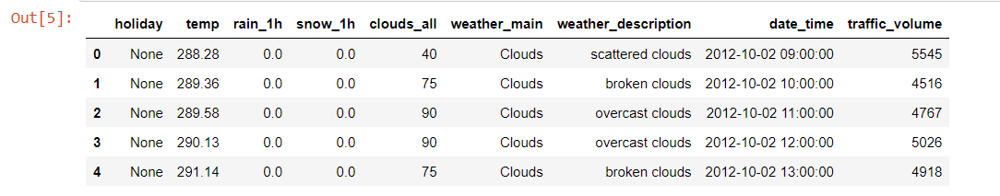 Out[5]:
holiday temp rain_1h snow_1h clouds_all weather_main weather_description date_time traffic_volume
0 None 288.28 0.0 0.0 40 Clouds scattered clouds 2012-10-02 09:00:00 5545
1 None 289.36 0.0 0.0 75 Clouds broken clouds 2012-10-02 10:00:00 4516
2 None 289.58 0.0 0.0 90 Clouds overcast clouds 2012-10-02 11:00:00 4767
3 None 290.13 0.0 0.0 90 Clouds overcast clouds 2012-10-02 12:00:00 5026
4 None 291.14 0.0 0.0 75 Clouds broken clouds 2012-10-02 13:00:00 4918